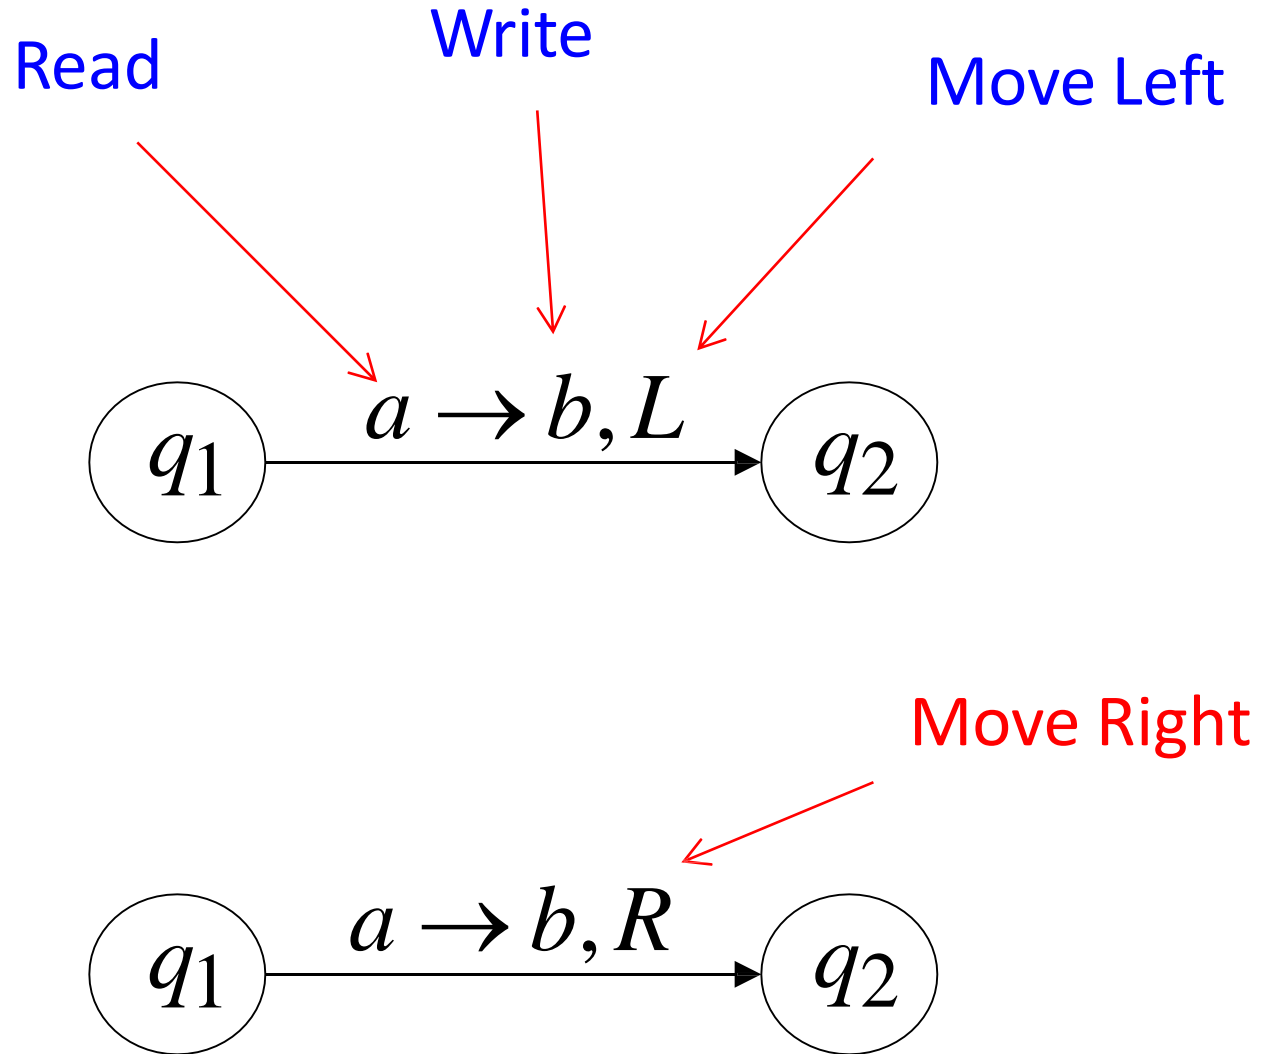 Read
Write
Move Left
a → b, L
q1
q2
Move Right
a → b, R
q1
q2